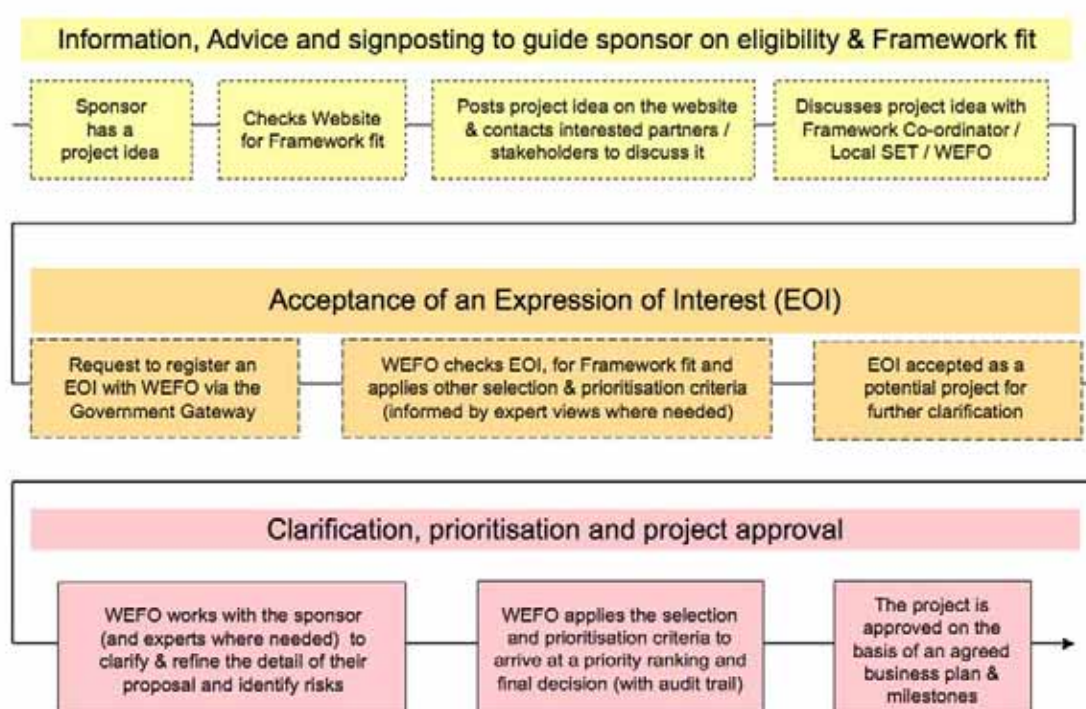 Information, Advice and signposting to guide sponsor on eligibility & Framework fit
Sponsor
has a
project idea
Checks Website
for Framework fit
Posts project idea on the website
& contacts interested partners /
stakeholders to discuss it
Discusses project idea with
Framework Co-ordinator /
Local SET / WEFO
Acceptance of an Expression of Interest (EOI)
Request to register an
EOI with WEFO via the
Government Gateway
WEFO checks EOI, for Framework fit and
applies other selection & prioritisation criteria
(informed by expert views where needed)
EOI accepted as a
potential project for
further clarification
Clarification, prioritisation and project approval
WEFO works with the sponsor
(and experts where needed) to
clarify & refine the detail of their
proposal and identify risks
WEFO applies the selection
and prioritisation criteria to
arrive at a priority ranking and
final decision (with audit trail)
The project is
approved on the
basis of an agreed
business plan &
milestones